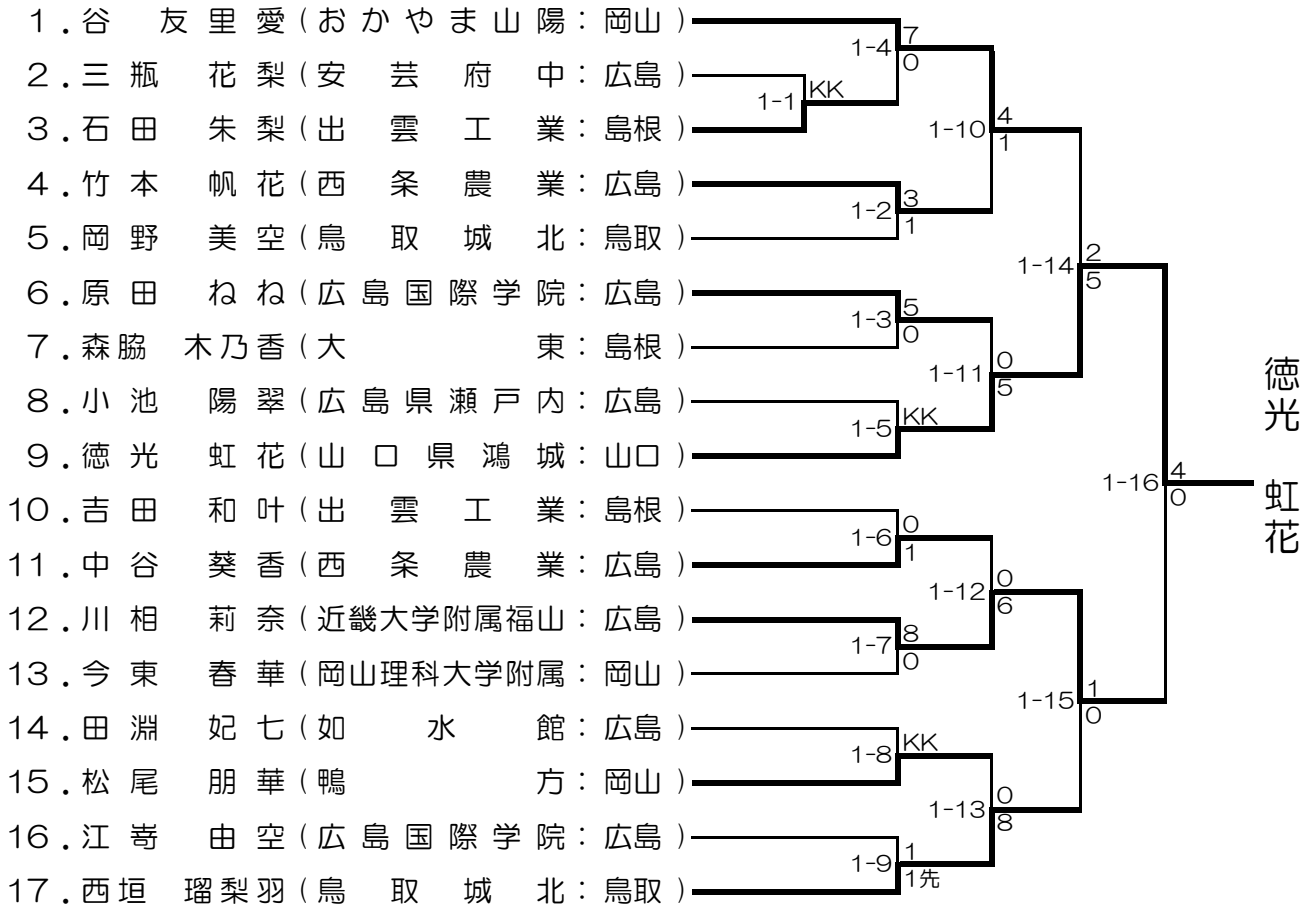 1．谷　友里愛（おかやま山陽：岡山）
2．三瓶　花梨（安芸府中：広島）
3．石田　朱梨（出雲工業：島根）
4．竹本　帆花（西条農業：広島）
5．岡野　美空（鳥取城北：鳥取）
6．原田　ねね（広島国際学院：広島）
7．森脇　木乃香（大東：島根）
8．小池　陽翠（広島県瀬戸内：広島）
9．徳光　虹花（山口県鴻城：山口）
10．吉田　和叶（出雲工業：島根）
11．中谷　葵香（西条農業：広島）
12．川相　莉奈（近畿大学附属福山：広島）
13．今東　春華（岡山理科大学附属：岡山）
14．田淵　妃七（如水館：広島）
15．松尾　朋華（鴨方：岡山）
16．江嵜　由空（広島国際学院：広島）
17．西垣　瑠梨羽（鳥取城北：鳥取）
1-1 KK
1-4 7 0
1-2 3 1
1-3 5 0
1-5 KK
1-6 0 1
1-7 8 0
1-8 KK
1-9 1 1先
1-10 4 1
1-11 0 5
1-12 0 6
1-13 0 8
1-14 2 5
1-15 1 0
1-16 4 0
徳光　虹花